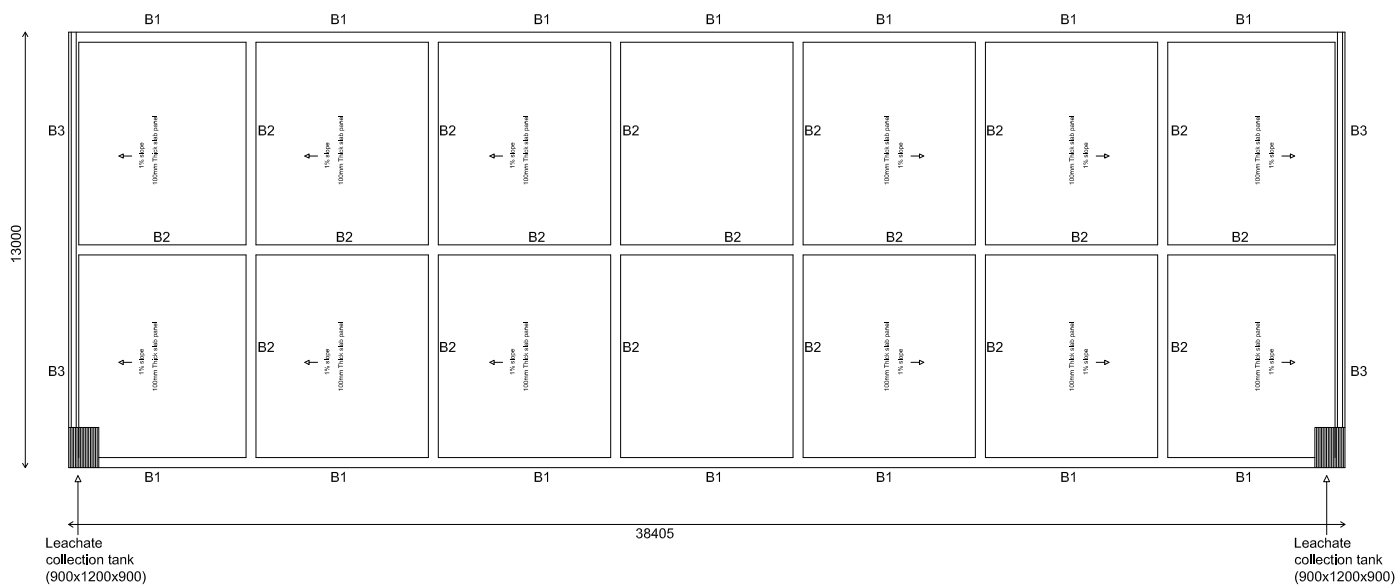 B1 B1 B1 B1 B1 B1 B1
B3 B2 B2 B2 B2 B2 B2 B3
1% slope
100mm Thick slab panel
1% slope
100mm Thick slab panel
1% slope
100mm Thick slab panel
100mm Thick slab panel
1% slope
100mm Thick slab panel
1% slope
100mm Thick slab panel
1% slope
13000
B2 B2 B2 B2 B2 B2 B2
B2 B2 B2 B2 B2 B2
B3 B3
1% slope
100mm Thick slab panel
1% slope
100mm Thick slab panel
1% slope
100mm Thick slab panel
100mm Thick slab panel
1% slope
100mm Thick slab panel
1% slope
100mm Thick slab panel
1% slope
B1 B1 B1 B1 B1 B1 B1
38405
Leachate
collection tank
(900x1200x900)
Leachate
collection tank
(900x1200x900)